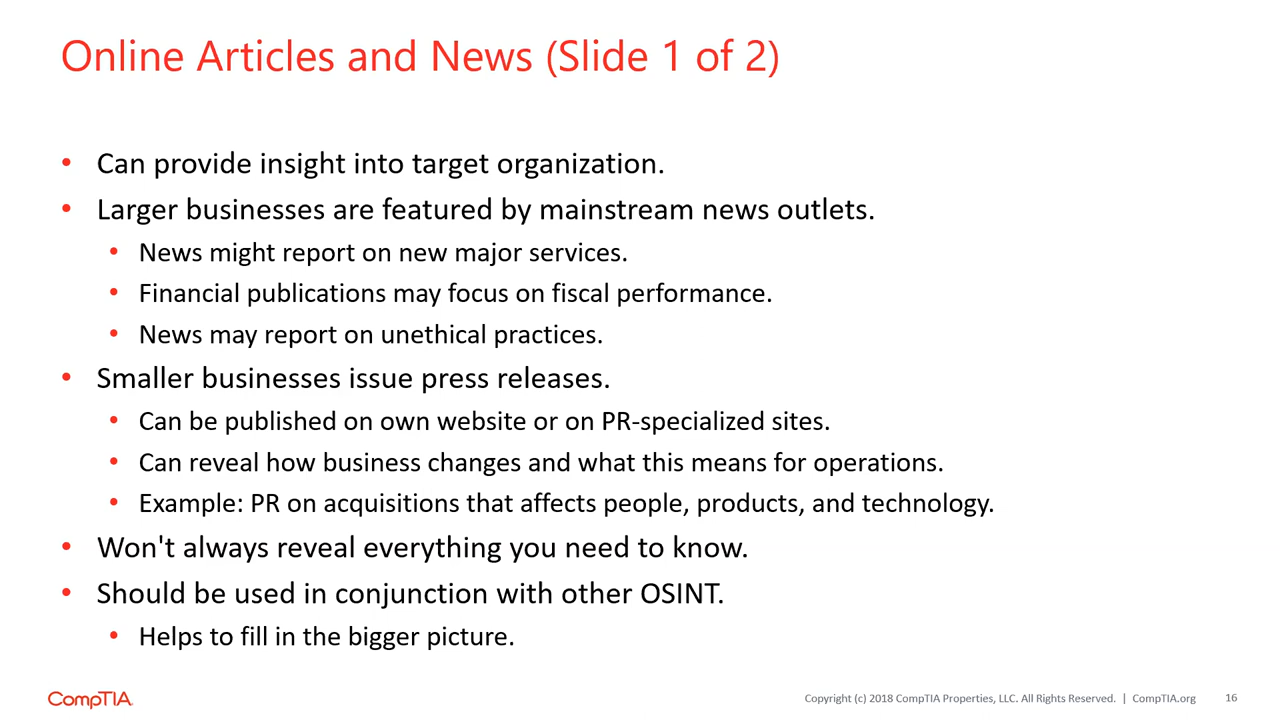 Online Articles and News (Slide 1 of 2)
• Can provide insight into target organization.
• Larger businesses are featured by mainstream news outlets.
• News might report on new major services.
• Financial publications may focus on fiscal performance.
• News may report on unethical practices.
• Smaller businesses issue press releases.
• Can be published on own website or on PR-specialized sites.
• Can reveal how business changes and what this means for operations.
• Example: PR on acquisitions that affects people, products, and technology.
• Won't always reveal everything you need to know.
• Should be used in conjunction with other OSINT.
• Helps to fill in the bigger picture.
CompTIA.
Copyright (c) 2018 CompTIA Properties, LLC. All Rights Reserved. | CompTIA.org 16